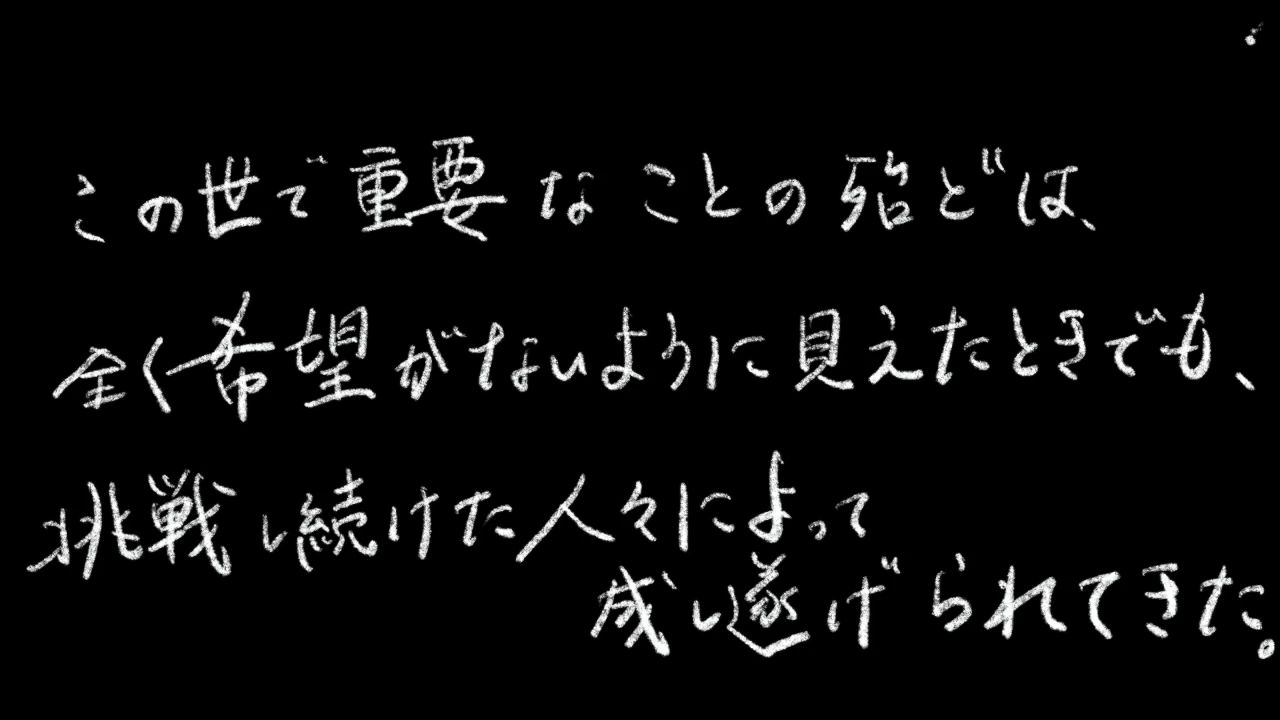 この世で重要なことの殆どは、
全く希望がないように見えたときでも、
挑戦し続けた人々によって
成し遂げられてきた。